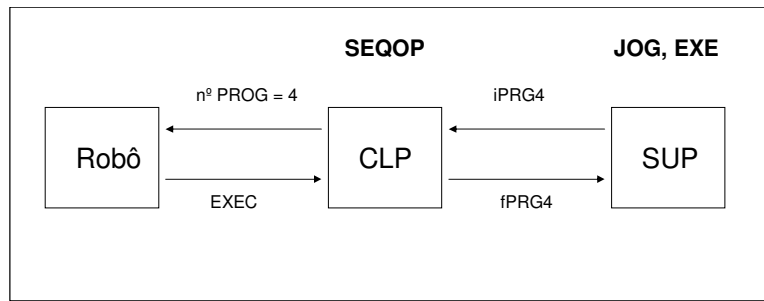 SEQOP
JOG, EXE
nº PROG = 4
iPRG4
Robô
CLP
SUP
EXEC
fPRG4